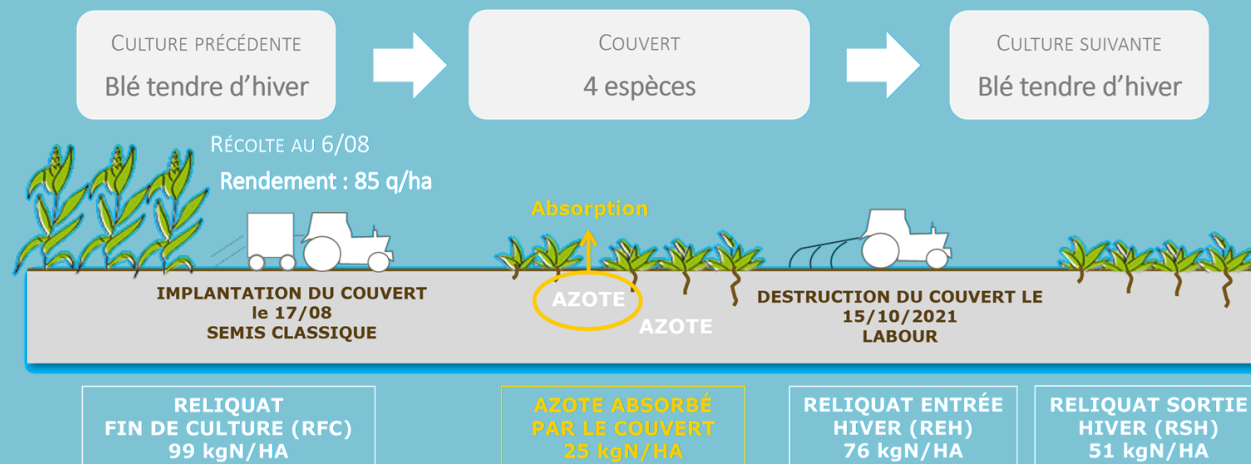 CULTURE PRÉCÉDENTE
Blé tendre d'hiver
COUVERT
4 espèces
CULTURE SUIVANTE
Blé tendre d'hiver
RÉCOLTE AU 6/08
Rendement : 85 q/ha
Absorption
IMPLANTATION DU COUVERT
le 17/08
SEMIS CLASSIQUE
AZOTE
AZOTE
DESTRUCTION DU COUVERT LE
15/10/2021
LABOUR
RELIQUAT
FIN DE CULTURE (RFC)
99 kgN/HA
AZOTE ABSORBÉ
PAR LE COUVERT
25 kgN/HA
RELIQUAT ENTRÉE
HIVER (REH)
76 kgN/HA
RELIQUAT SORTIE
HIVER (RSH)
51 kgN/HA